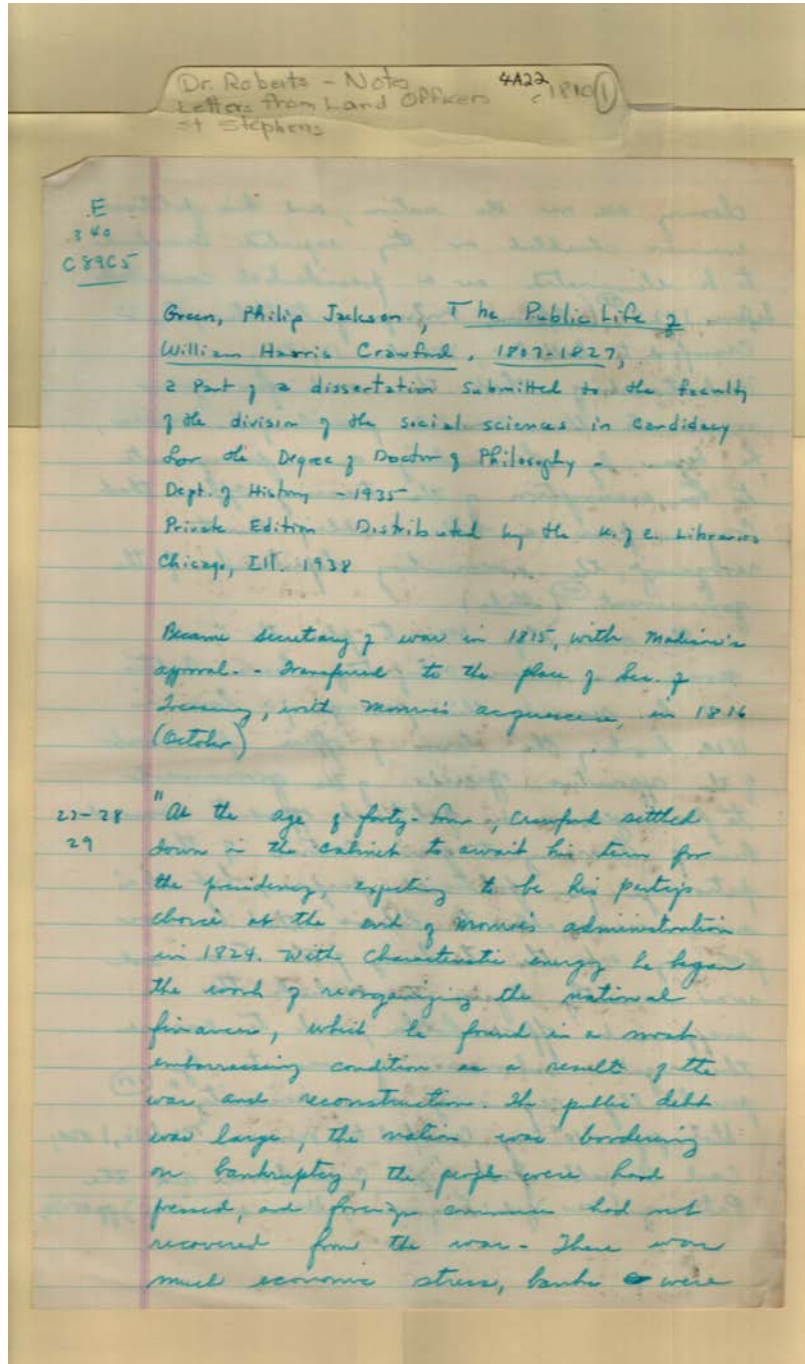 Dr. Roberts - Notes 4A22 c 1810 (1)
Letters from Land Officers
St Stephens
E
.340
C89C5
Green, Philip Jackson, The Public Life of
William Harris Crawford, 1807-1827,
a Part of a dissertation submitted to the faculty
of the division of the social sciences in candidacy
for the Degree of Doctor of Philosophy -
Dept. of History - 1935
Private Edition Distributed by the U. of C. Libraries
Chicago, Ill. 1938
Became Secretary of war in 1815, with Madison's
approval. - Transferred to the place of Sec. of
Treasury, with Monroe's acquiescence, in 1816
(October)
27-28 "At the age of forty-four, Crawford settled
29 down in the cabinet to await his turn for
the presidency, expecting to be his party's
choice at the end of Monroe's administration
in 1824. With characteristic energy he began
the work of reorganizing the national
finances, which he found in a most
embarrassing condition as a result of the
war and reconstruction. The public debt
was large, the nation was bordering
on bankruptcy, the people were hard
pressed, and foreign commerce had not
recovered from the war - There was
much economic stress, banks were